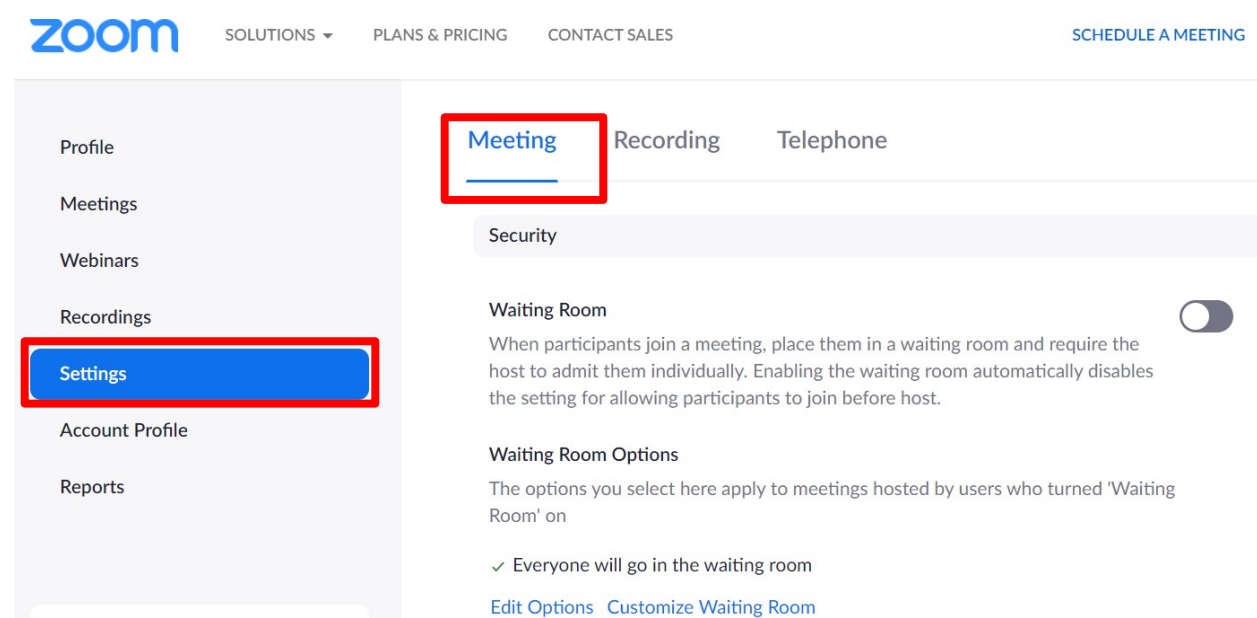 zoom SOLUTIONS PLANS & PRICING CONTACT SALES SCHEDULE A MEETING
Profile
Meetings
Webinars
Recordings
Settings
Account Profile
Reports
Meeting Recording Telephone
Security
Waiting Room
When participants join a meeting, place them in a waiting room and require the
host to admit them individually. Enabling the waiting room automatically disables
the setting for allowing participants to join before host.
Waiting Room Options
The options you select here apply to meetings hosted by users who turned 'Waiting
Room' on
✓ Everyone will go in the waiting room
Edit Options Customize Waiting Room